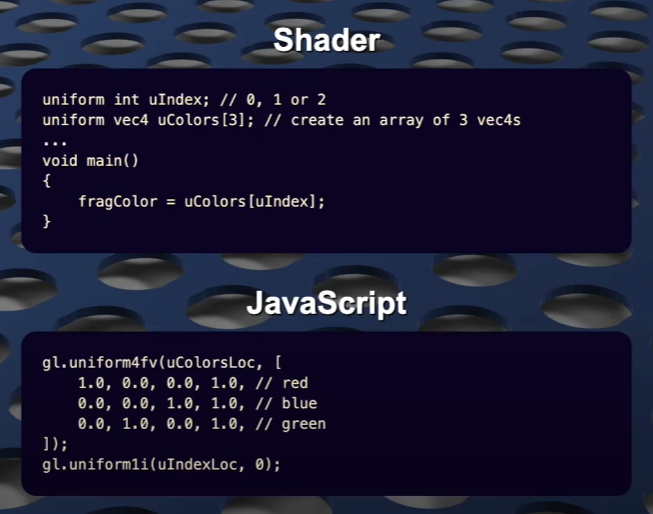 Shader
uniform int uIndex; // 0, 1 or 2
uniform vec4 uColors[3]; // create an array of 3 vec4s
...
void main()
{
    fragColor = uColors[uIndex];
}
JavaScript
gl.uniform4fv(uColorsLoc, [
    1.0, 0.0, 0.0, 1.0, // red
    0.0, 0.0, 1.0, 1.0, // blue
    0.0, 1.0, 0.0, 1.0, // green
]);
gl.uniform1i(uIndexLoc, 0);